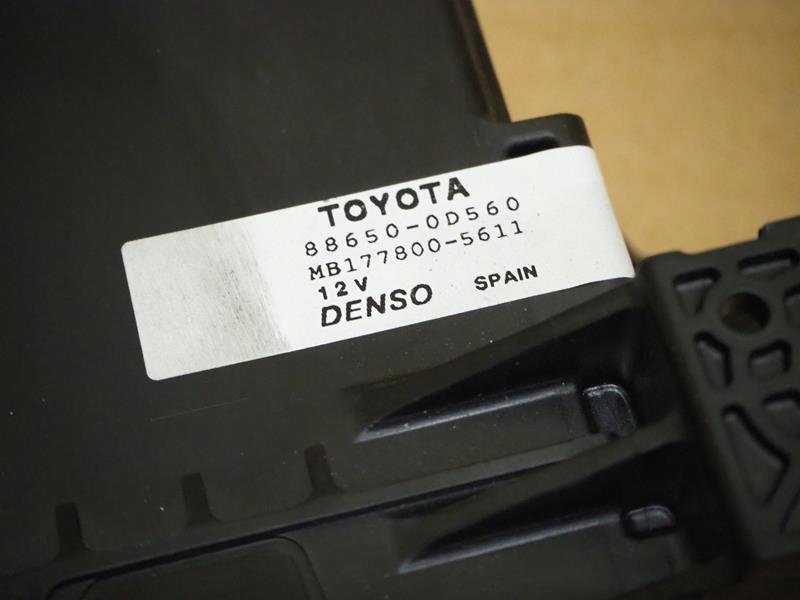 TOYOTA
88650-0D560
MB177800-5611
12V
DENSO SPAIN